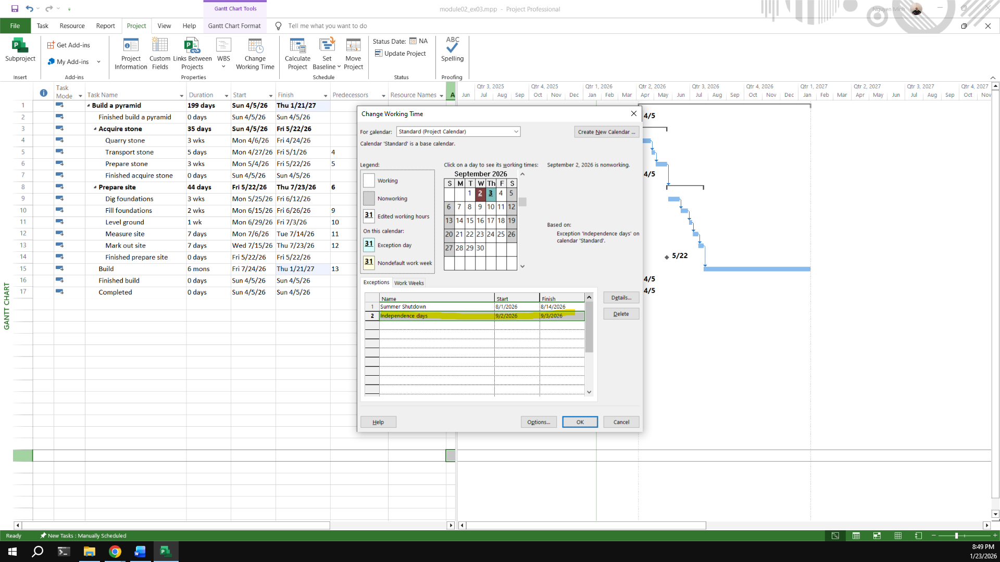 Gantt Chart Tools
module02_ex03.mpp - Project Professional
Nguyen Minh
File Task Resource Report Project View Help Gantt Chart Format Tell me what you want to do
Subproject
Insert
Get Add-ins
My Add-ins
Add-ins
Project Information
Custom Fields
Links Between Projects
WBS
Change Working Time
Properties
Calculate Project
Set Baseline
Move Project
Schedule
Status Date: NA
Update Project
Status
ABC
Spelling
Proofing
Task Mode Task Name Duration Start Finish Predecessors Resource Names A
1 Build a pyramid 199 days Sun 4/5/26 Thu 1/21/27
2 Finished build a pyramid 0 days Sun 4/5/26 Sun 4/5/26
3 Acquire stone 35 days Sun 4/5/26 Fri 5/22/26
4 Quarry stone 3 wks Mon 4/6/26 Fri 4/24/26
5 Transport stone 5 days Mon 4/27/26 Fri 5/1/26 4
6 Prepare stone 3 wks Mon 5/4/26 Fri 5/22/26 5
7 Finished acquire stone 0 days Sun 4/5/26 Sun 4/5/26
8 Prepare site 44 days Fri 5/22/26 Thu 7/23/26 6
9 Dig foundations 3 wks Mon 5/25/26 Fri 6/12/26
10 Fill foundations 2 wks Mon 6/15/26 Fri 6/26/26 9
11 Level ground 1 wk Mon 6/29/26 Fri 7/3/26 10
12 Measure site 7 days Mon 7/6/26 Tue 7/14/26 11
13 Mark out site 7 days Wed 7/15/26 Thu 7/23/26 12
14 Finished prepare site 0 days Fri 5/22/26 Fri 5/22/26
15 Build 6 mons Fri 7/24/26 Thu 1/21/27 13
16 Finished build 0 days Sun 4/5/26 Sun 4/5/26
17 Completed 0 days Sun 4/5/26 Sun 4/5/26
GANTT CHART
Qtr 3, 2025 Qtr 4, 2025 Qtr 1, 2026 Qtr 2, 2026 Qtr 3, 2026 Qtr 4, 2026 Qtr 1, 2027 Qtr 2, 2027 Qtr 3, 2027 Qtr 4, 2027
Jun Jul Aug Sep Oct Nov Dec Jan Feb Mar Apr May Jun Jul Aug Sep Oct Nov Dec Jan Feb Mar Apr May Jun Jul Aug Sep Oct Nov
4/5
4/5
5/22
4/5
4/5
Change Working Time
For calendar: Standard (Project Calendar) Create New Calendar ...
Calendar 'Standard' is a base calendar.
Legend:
Working
Nonworking
31 Edited working hours
On this calendar:
31 Exception day
31 Nondefault work week
Click on a day to see its working times:
September 2026
S M T W Th F S
1 2 3 4 5
6 7 8 9 10 11 12
13 14 15 16 17 18 19
20 21 22 23 24 25 26
27 28 29 30
September 2, 2026 is nonworking.
Based on:
Exception 'Independence days' on
calendar 'Standard'.
Exceptions Work Weeks
Name Start Finish
1 Summer Shutdown 8/1/2026 8/14/2026
2 Independence days 9/2/2026 9/3/2026
Details...
Delete
Help Options... OK Cancel
Ready New Tasks : Manually Scheduled
8:49 PM
1/23/2026